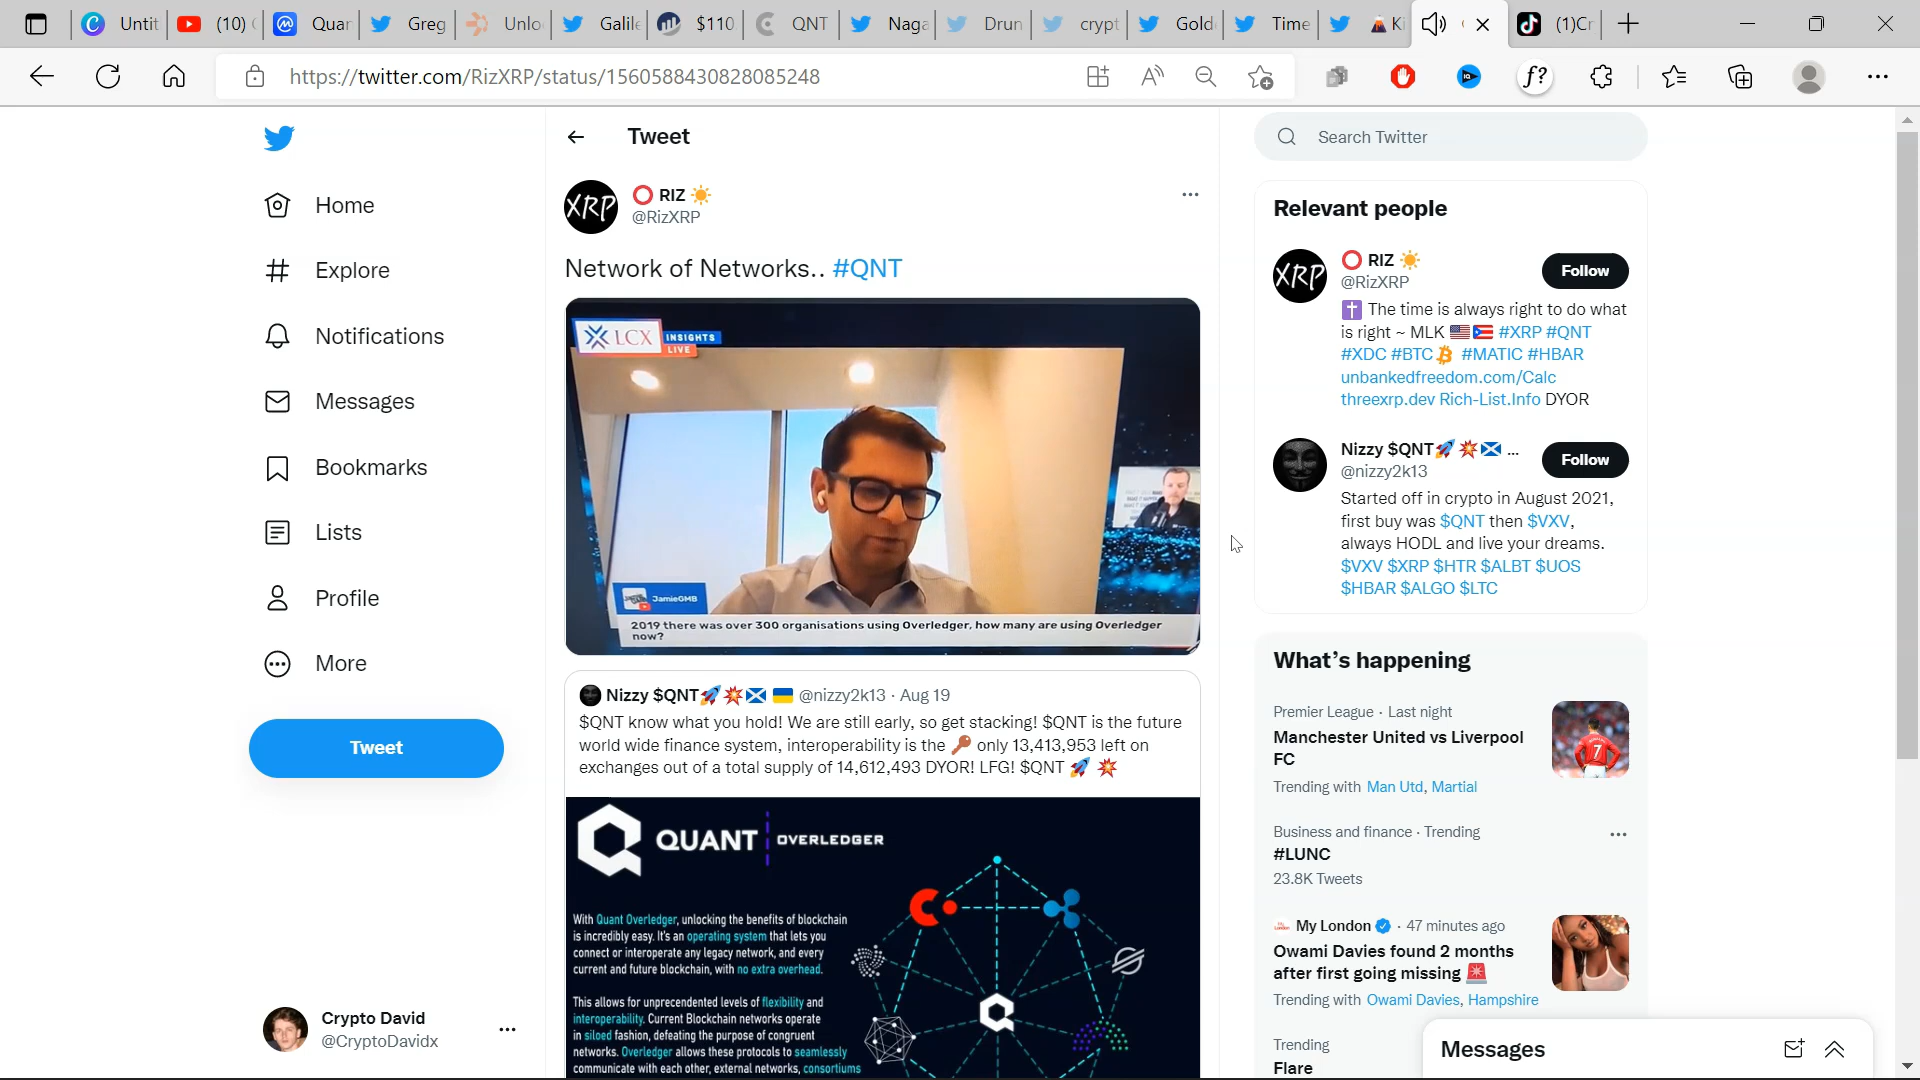 Untit
(10)
Quar
Greg
Unlo
Galile
$110
QNT
Naga
Drun
crypt
Gold
Time
Ki
(1)Cr
https://twitter.com/RizXRP/status/1560588430828085248
Home
Explore
Notifications
Messages
Bookmarks
Lists
Profile
More
Tweet
Crypto David
@CryptoDavidx
Tweet
XRP
RIZ
@RizXRP
Network of Networks.. #QNT
LCX INSIGHTS
LIVE
JamieGMB
2019 there was over 300 organisations using Overledger, how many are using Overledger
now?
Nizzy $QNT @nizzy2k13 · Aug 19
$QNT know what you hold! We are still early, so get stacking! $QNT is the future
world wide finance system, interoperability is the 🔑 only 13,413,953 left on
exchanges out of a total supply of 14,612,493 DYOR! LFG! $QNT 🚀 💥
QUANT OVERLEDGER
With Quant Overledger, unlocking the benefits of blockchain
is incredibly easy. It's an operating system that lets you
connect or interoperate any legacy network, and every
current and future blockchain, with no extra overhead.
This allows for unprecedented levels of flexibility and
interoperability. Current Blockchain networks operate
in siloed fashion, defeating the purpose of congruent
networks. Overledger allows these protocols to seamlessly
communicate with each other, external networks, consortiums
Search Twitter
Relevant people
XRP
RIZ
@RizXRP
Follow
The time is always right to do what
is right ~ MLK #XRP #QNT
#XDC #BTC #MATIC #HBAR
unbankedfreedom.com/Calc
threexrp.dev Rich-List.Info DYOR
Nizzy $QNT🚀💥 ...
@nizzy2k13
Follow
Started off in crypto in August 2021,
first buy was $QNT then $VXV,
always HODL and live your dreams.
$VXV $XRP $HTR $ALBT $UOS
$HBAR $ALGO $LTC
What's happening
Premier League · Last night
Manchester United vs Liverpool
FC
Trending with Man Utd, Martial
7
Business and finance · Trending
#LUNC
23.8K Tweets
My London · 47 minutes ago
Owami Davies found 2 months
after first going missing 🚨
Trending with Owami Davies, Hampshire
Trending
Flare
Messages